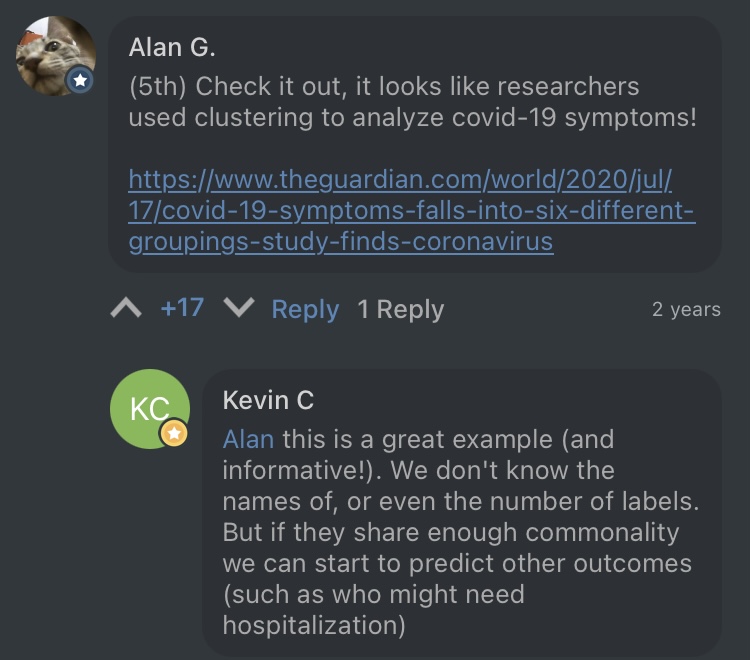 Alan G.
(5th) Check it out, it looks like researchers
used clustering to analyze covid-19 symptoms!
https://www.theguardian.com/world/2020/jul/
17/covid-19-symptoms-falls-into-six-different-
groupings-study-finds-coronavirus
+17 Reply 1 Reply 2 years
KC
Kevin C
Alan this is a great example (and
informative!). We don't know the
names of, or even the number of labels.
But if they share enough commonality
we can start to predict other outcomes
(such as who might need
hospitalization)